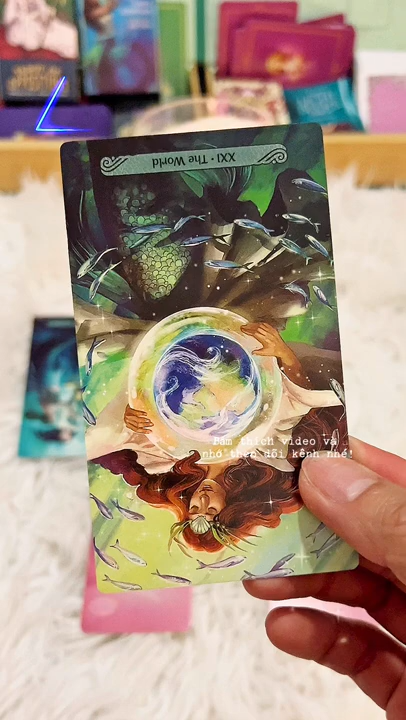 XXI • The World
Bấm thích video và
nhớ theo dõi kênh nhé!